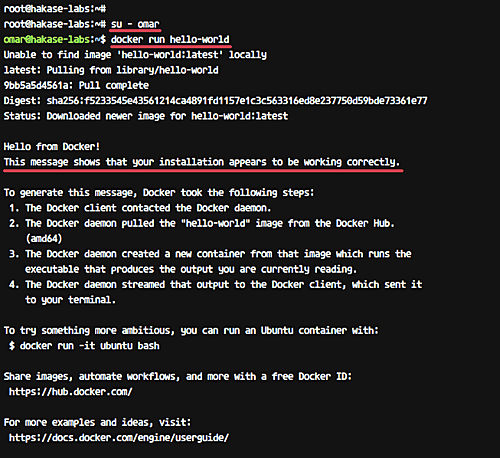 root@hakase-labs:~#
root@hakase-labs:~# su - omar
omar@hakase-labs:~$ docker run hello-world
Unable to find image 'hello-world:latest' locally
latest: Pulling from library/hello-world
9bb5a5d4561a: Pull complete
Digest: sha256:f5233545e43561214ca4891fd1157e1c3c563316ed8e237750d59bde73361e77
Status: Downloaded newer image for hello-world:latest
Hello from Docker!
This message shows that your installation appears to be working correctly.
To generate this message, Docker took the following steps:
1. The Docker client contacted the Docker daemon.
2. The Docker daemon pulled the "hello-world" image from the Docker Hub.
(amd64)
3. The Docker daemon created a new container from that image which runs the
executable that produces the output you are currently reading.
4. The Docker daemon streamed that output to the Docker client, which sent it
to your terminal.
To try something more ambitious, you can run an Ubuntu container with:
$ docker run -it ubuntu bash
Share images, automate workflows, and more with a free Docker ID:
https://hub.docker.com/
For more examples and ideas, visit:
https://docs.docker.com/engine/userguide/